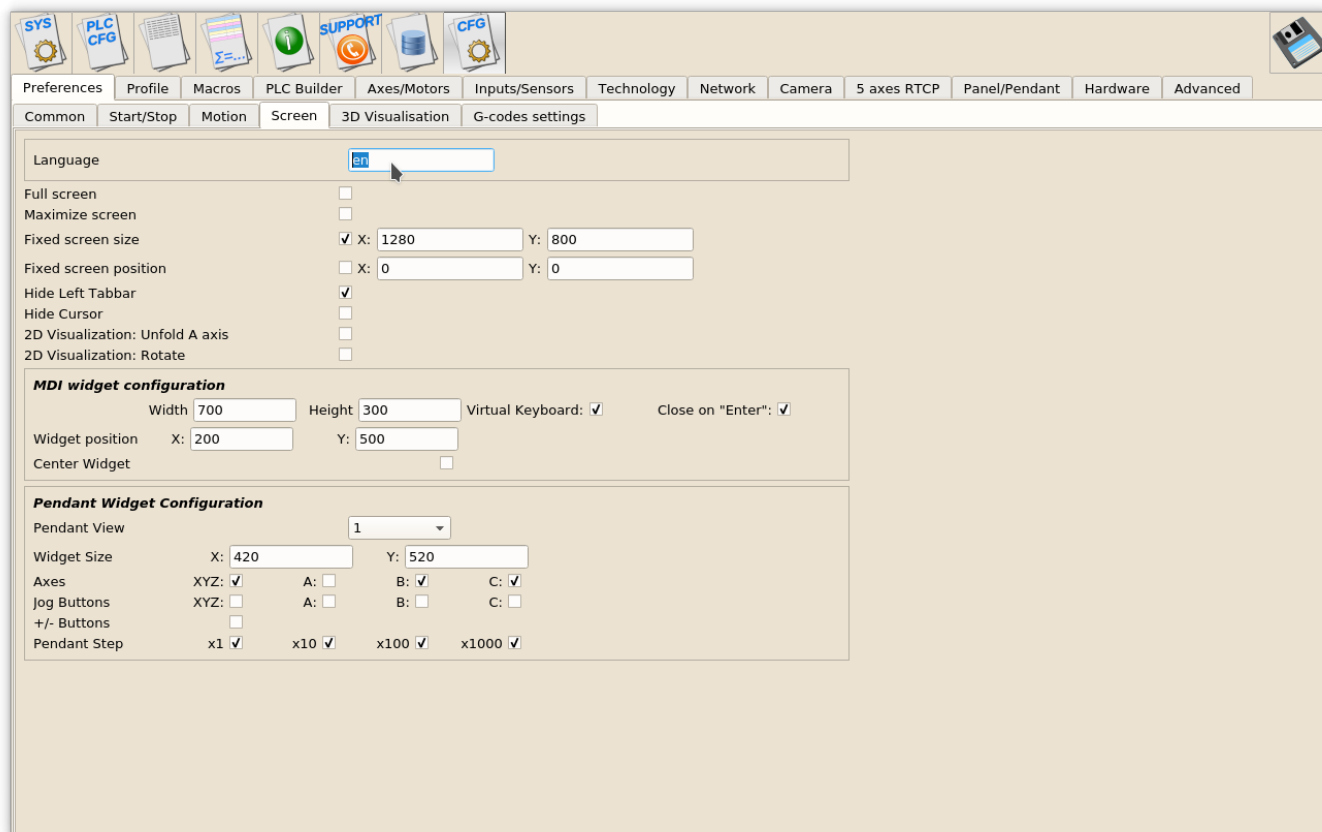 SYS PLC CFG Σ=... SUPPORT CFG
Preferences Profile Macros PLC Builder Axes/Motors Inputs/Sensors Technology Network Camera 5 axes RTCP Panel/Pendant Hardware Advanced
Common Start/Stop Motion Screen 3D Visualisation G-codes settings
Language en
Full screen
Maximize screen
Fixed screen size X: 1280 Y: 800
Fixed screen position X: 0 Y: 0
Hide Left Tabbar
Hide Cursor
2D Visualization: Unfold A axis
2D Visualization: Rotate
MDI widget configuration
Width 700 Height 300 Virtual Keyboard: Close on "Enter":
Widget position X: 200 Y: 500
Center Widget
Pendant Widget Configuration
Pendant View 1
Widget Size X: 420 Y: 520
Axes XYZ: A: B: C:
Jog Buttons XYZ: A: B: C:
+/- Buttons
Pendant Step x1 x10 x100 x1000